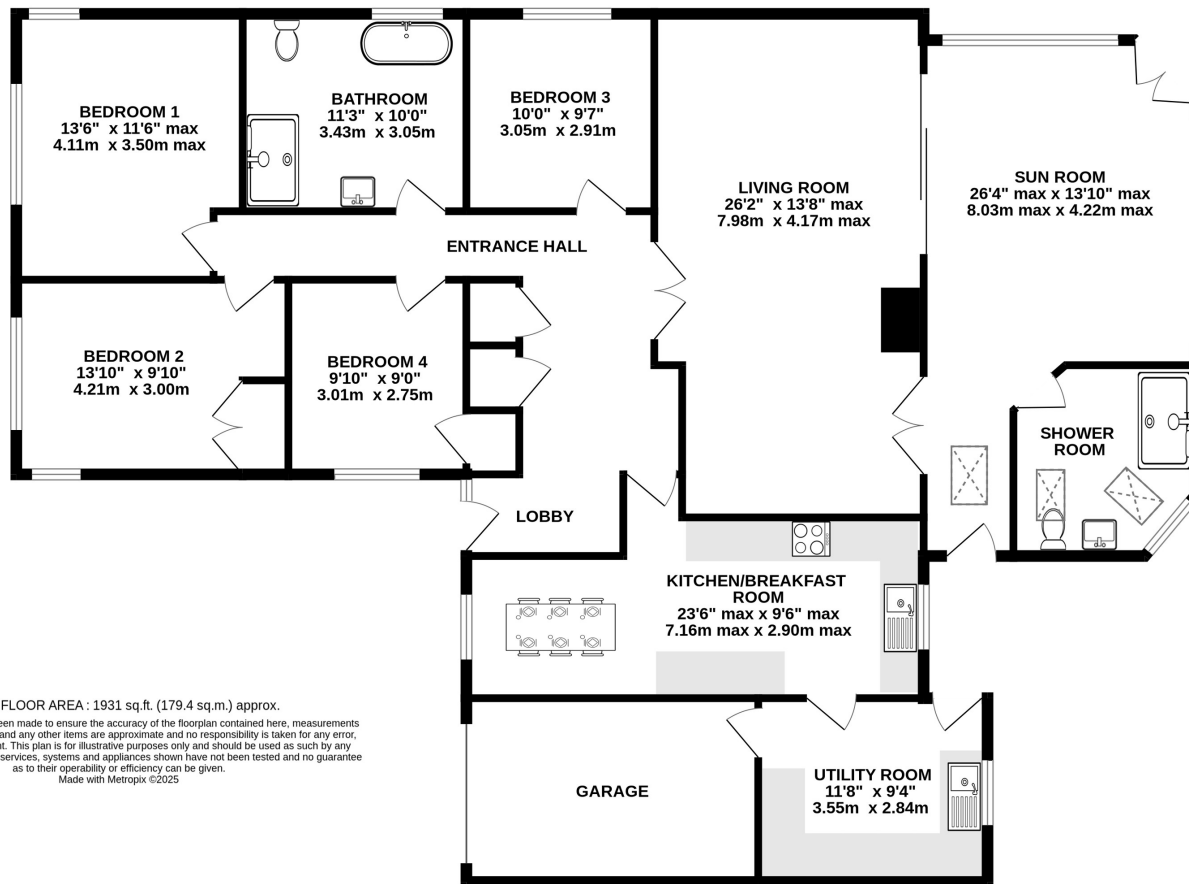 BEDROOM 1
13'6" x 11'6" max
4.11m x 3.50m max
BATHROOM
11'3" x 10'0"
3.43m x 3.05m
BEDROOM 3
10'0" x 9'7"
3.05m x 2.91m
LIVING ROOM
26'2" x 13'8" max
7.98m x 4.17m max
SUN ROOM
26'4" max x 13'10" max
8.03m max x 4.22m max
ENTRANCE HALL
BEDROOM 2
13'10" x 9'10"
4.21m x 3.00m
BEDROOM 4
9'10" x 9'0"
3.01m x 2.75m
SHOWER
ROOM
LOBBY
KITCHEN/BREAKFAST
ROOM
23'6" max x 9'6" max
7.16m max x 2.90m max
GARAGE
UTILITY ROOM
11'8" x 9'4"
3.55m x 2.84m
FLOOR AREA : 1931 sq.ft. (179.4 sq.m.) approx.
made to ensure the accuracy of the floorplan contained here, measurements
and any other items are approximate and no responsibility is taken for any error,
This plan is for illustrative purposes only and should be used as such by any
services, systems and appliances shown have not been tested and no guarantee
as to their operability or efficiency can be given.
Made with Metropix ©2025